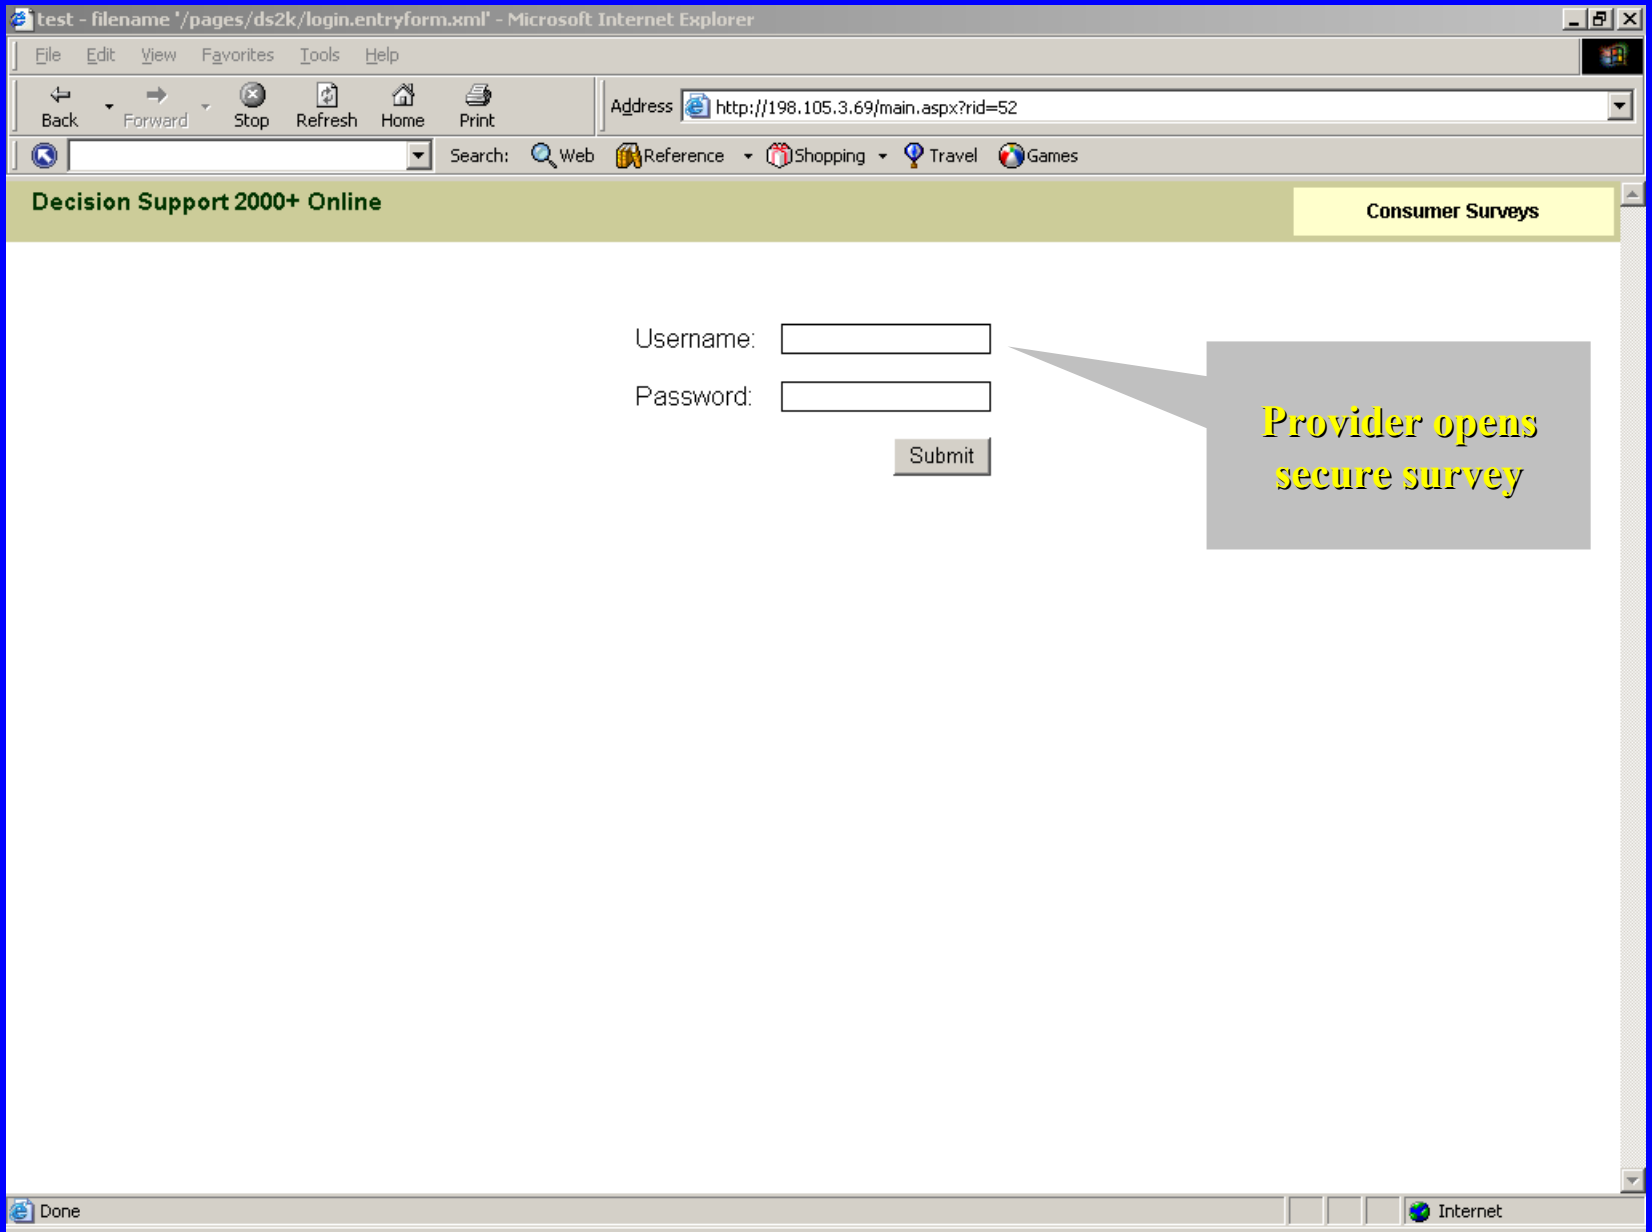 test - filename '/pages/ds2k/login.entryform.xml' - Microsoft Internet Explorer
File Edit View Favorites Tools Help
Back Forward Stop Refresh Home Print Address http://198.105.3.69/main.aspx?rid=52
Search: Web Reference Shopping Travel Games
Decision Support 2000+ Online
Consumer Surveys
Username:
Password:
Submit
Provider opens
secure survey
Done Internet